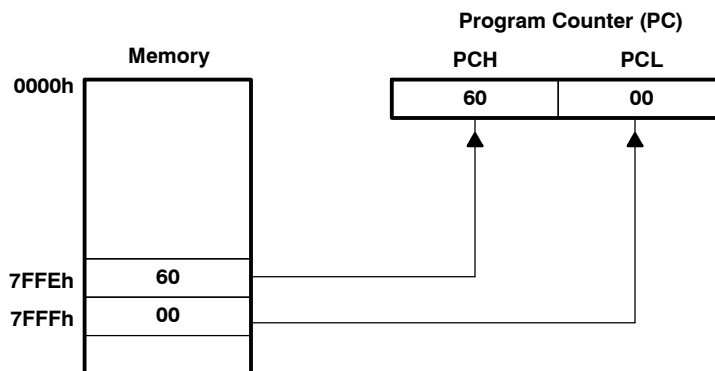 Program Counter (PC)
Memory PCH PCL
0000h 60 00
7FFEh 60
7FFFh 00